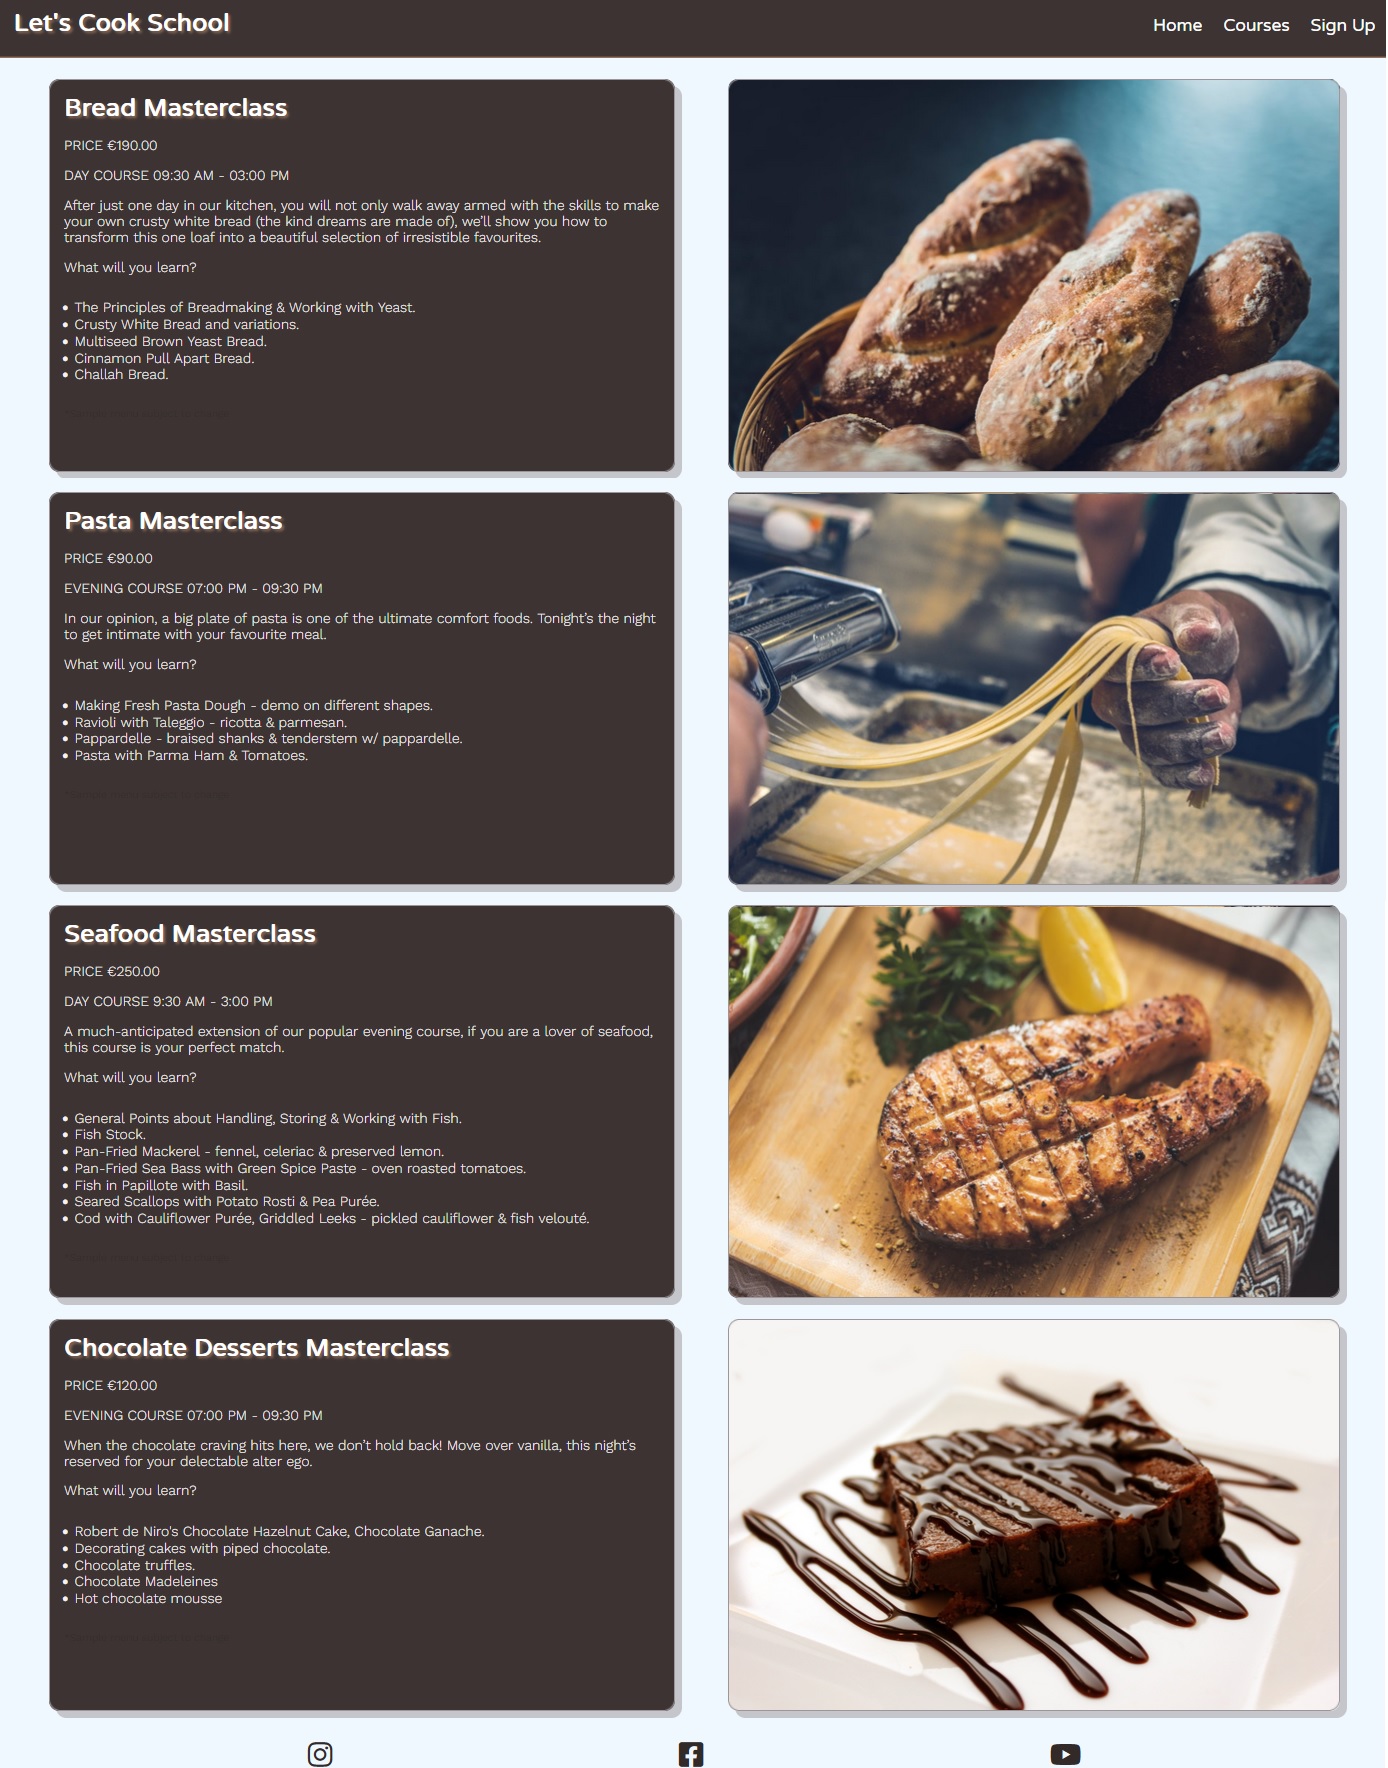 Let's Cook School
Home Courses Sign Up
Bread Masterclass
PRICE €190.00
DAY COURSE 09:30 AM - 03:00 PM
After just one day in our kitchen, you will not only walk away armed with the skills to make
your own crusty white bread (the kind dreams are made of), we'll show you how to
transform this one loaf into a beautiful selection of irresistible favourites.
What will you learn?
• The Principles of Breadmaking & Working with Yeast.
• Crusty White Bread and variations.
• Multiseed Brown Yeast Bread.
• Cinnamon Pull Apart Bread.
• Challah Bread.
Pasta Masterclass
PRICE €90.00
EVENING COURSE 07:00 PM - 09:30 PM
In our opinion, a big plate of pasta is one of the ultimate comfort foods. Tonight's the night
to get intimate with your favourite meal.
What will you learn?
• Making Fresh Pasta Dough - demo on different shapes.
• Ravioli with Taleggio - ricotta & parmesan.
• Pappardelle - braised shanks & tenderstem w/ pappardelle.
• Pasta with Parma Ham & Tomatoes.
Seafood Masterclass
PRICE €250.00
DAY COURSE 9:30 AM - 3:00 PM
A much-anticipated extension of our popular evening course, if you are a lover of seafood,
this course is your perfect match.
What will you learn?
• General Points about Handling, Storing & Working with Fish.
• Fish Stock.
• Pan-Fried Mackerel - fennel, celeriac & preserved lemon.
• Pan-Fried Sea Bass with Green Spice Paste - oven roasted tomatoes.
• Fish in Papillote with Basil.
• Seared Scallops with Potato Rosti & Pea Purée.
• Cod with Cauliflower Purée, Griddled Leeks - pickled cauliflower & fish velouté.
Chocolate Desserts Masterclass
PRICE €120.00
EVENING COURSE 07:00 PM - 09:30 PM
When the chocolate craving hits here, we don't hold back! Move over vanilla, this night's
reserved for your delectable alter ego.
What will you learn?
• Robert de Niro's Chocolate Hazelnut Cake, Chocolate Ganache.
• Decorating cakes with piped chocolate.
• Chocolate truffles.
• Chocolate Madeleines
• Hot chocolate mousse